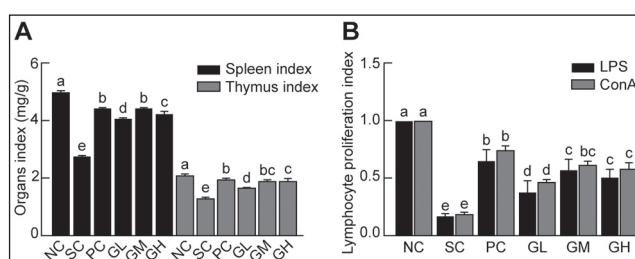 A
Organs index (mg/g)
6
4
2
0
Spleen index
Thymus index
a
e
b
d
b
c
a
e
b
d
bc
c
NC SC PC GL GM GH NC SC PC GL GM GH
B
Lymphocyte proliferation index
1.5
1.0
0.5
0.0
LPS
ConA
a a
e e
b b
d d
c bc
c c
NC SC PC GL GM GH